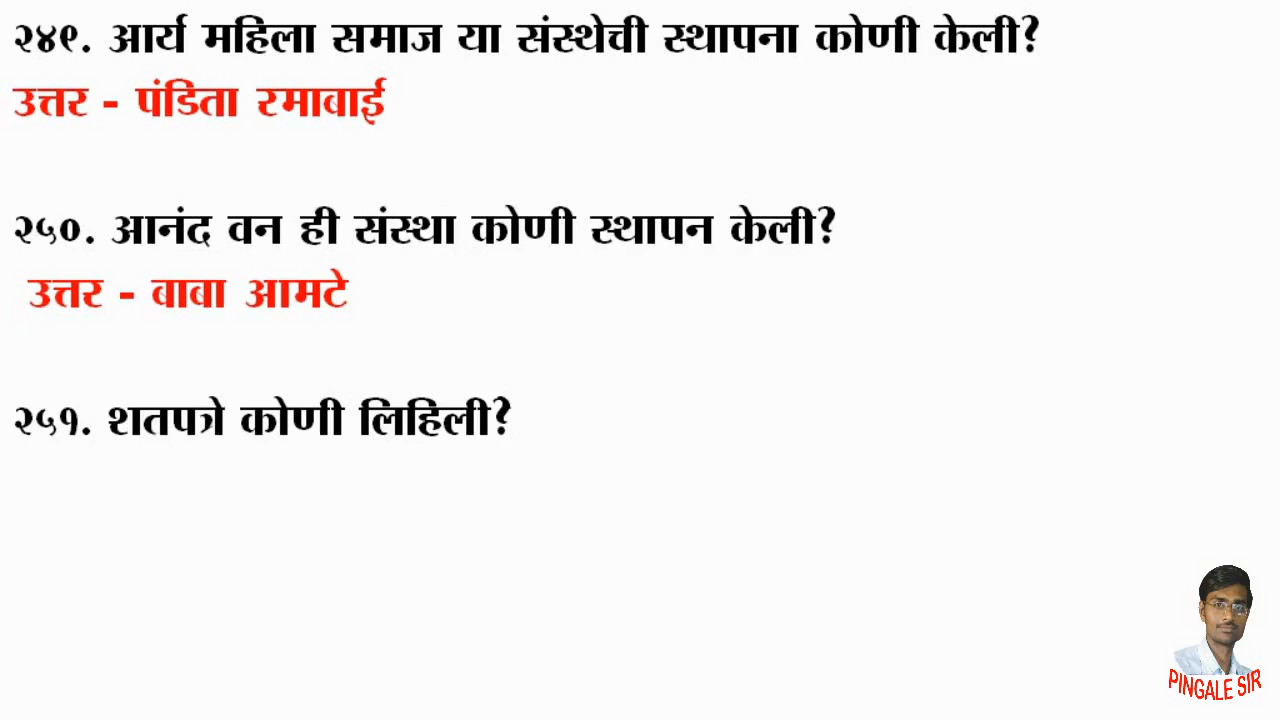 २४९. आर्य महिला समाज या संस्थेची स्थापना कोणी केली?
उत्तर - पंडिता रमाबाई
२५०. आनंद वन ही संस्था कोणी स्थापन केली?
उत्तर - बाबा आमटे
२५१. शतपत्रे कोणी लिहिली?
PINGALE SIR